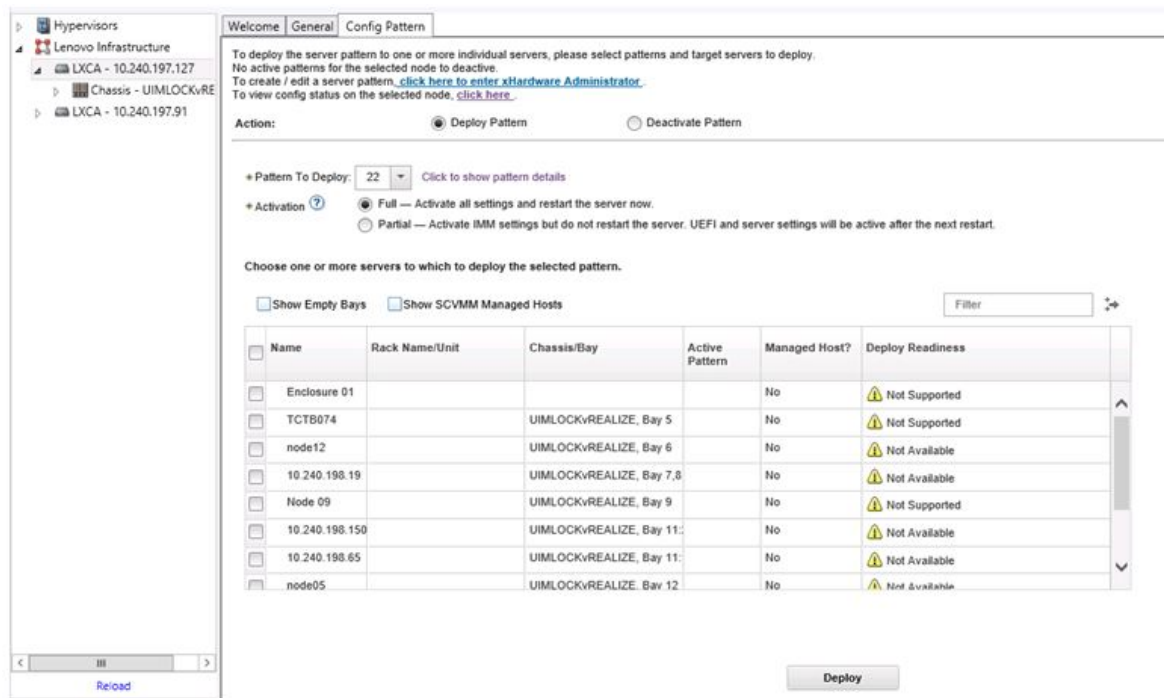 Hypervisors
Lenovo Infrastructure
LXCA - 10.240.197.127
Chassis - UIMLOCKvRE
LXCA - 10.240.197.91
Reload
Welcome General Config Pattern
To deploy the server pattern to one or more individual servers, please select patterns and target servers to deploy.
No active patterns for the selected node to deactive.
To create / edit a server pattern, click here to enter xHardware Administrator .
To view config status on the selected node, click here .
Action: Deploy Pattern Deactivate Pattern
Pattern To Deploy: 22 Click to show pattern details
Activation ? Full — Activate all settings and restart the server now.
Partial — Activate IMM settings but do not restart the server. UEFI and server settings will be active after the next restart.
Choose one or more servers to which to deploy the selected pattern.
Show Empty Bays Show SCVMM Managed Hosts Filter
Name Rack Name/Unit Chassis/Bay Active Pattern Managed Host? Deploy Readiness
Enclosure 01 No Not Supported
TCTB074 UIMLOCKvREALIZE, Bay 5 No Not Supported
node12 UIMLOCKvREALIZE, Bay 6 No Not Available
10.240.198.19 UIMLOCKvREALIZE, Bay 7,8 No Not Available
Node 09 UIMLOCKvREALIZE, Bay 9 No Not Supported
10.240.198.150 UIMLOCKvREALIZE, Bay 11: No Not Available
10.240.198.65 UIMLOCKvREALIZE, Bay 11: No Not Available
node05 UIMLOCKvREALIZE, Bay 12 No Not Available
Deploy